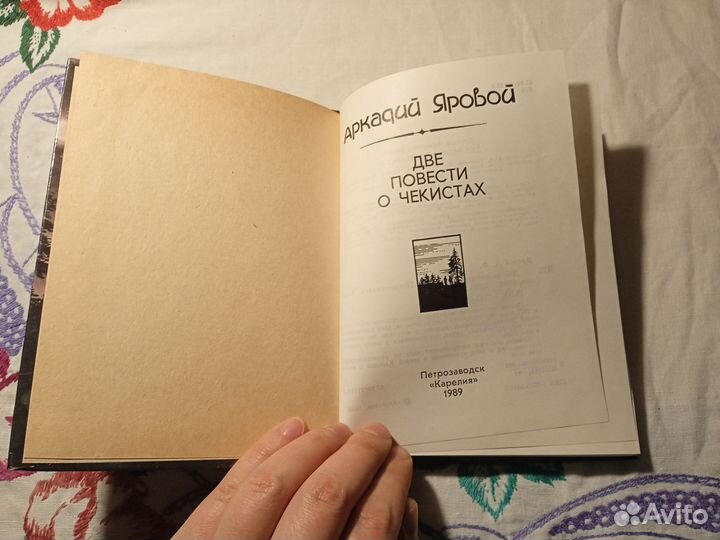 Аркадий Яровой
ДВЕ
ПОВЕСТИ
О ЧЕКИСТАХ
Петрозаводск
«Карелия»
1989
Avito